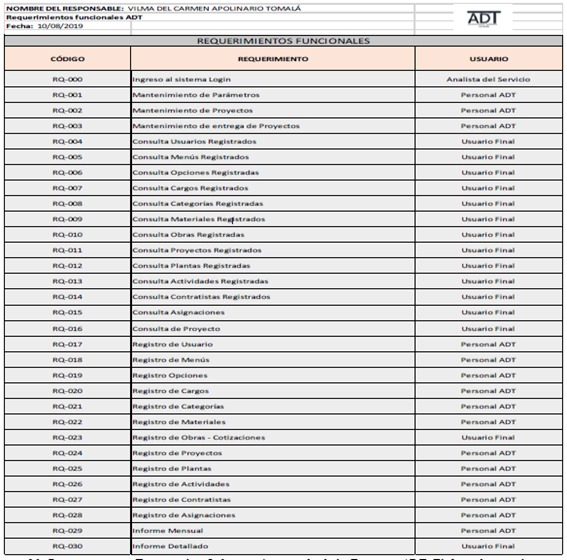 NOMBRE DEL RESPONSABLE: VILMA DEL CARMEN APOLINARIO TOMALÁ
Requerimientos funcionales ADT
Fecha: 10/08/2019
ADT
REQUERIMIENTOS FUNCIONALES
CÓDIGO REQUERIMIENTO USUARIO
RQ-000 Ingreso al sistema Login Analista del Servicio
RQ-001 Mantenimiento de Parámetros Personal ADT
RQ-002 Mantenimiento de Proyectos Personal ADT
RQ-003 Mantenimiento de entrega de Proyectos Personal ADT
RQ-004 Consulta Usuarios Registrados Usuario Final
RQ-005 Consulta Menús Registrados Usuario Final
RQ-006 Consulta Opciones Registradas Usuario Final
RQ-007 Consulta Cargos Registrados Usuario Final
RQ-008 Consulta Categorías Registradas Usuario Final
RQ-009 Consulta Materiales Registrados Usuario Final
RQ-010 Consulta Obras Registradas Usuario Final
RQ-011 Consulta Proyectos Registrados Usuario Final
RQ-012 Consulta Plantas Registradas Usuario Final
RQ-013 Consulta Actividades Registradas Usuario Final
RQ-014 Consulta Contratistas Registrados Usuario Final
RQ-015 Consulta Asignaciones Usuario Final
RQ-016 Consulta de Proyecto Usuario Final
RQ-017 Registro de Usuario Personal ADT
RQ-018 Registro de Menús Personal ADT
RQ-019 Registro Opciones Personal ADT
RQ-020 Registro de Cargos Personal ADT
RQ-021 Registro de Categorías Personal ADT
RQ-022 Registro de Materiales Personal ADT
RQ-023 Registro de Obras - Cotizaciones Usuario Final
RQ-024 Registro de Proyectos Personal ADT
RQ-025 Registro de Plantas Personal ADT
RQ-026 Registro de Actividades Personal ADT
RQ-027 Registro de Contratistas Personal ADT
RQ-028 Registro de Asignaciones Personal ADT
RQ-029 Informe Mensual Personal ADT
RQ-030 Informe Detallado Usuario Final